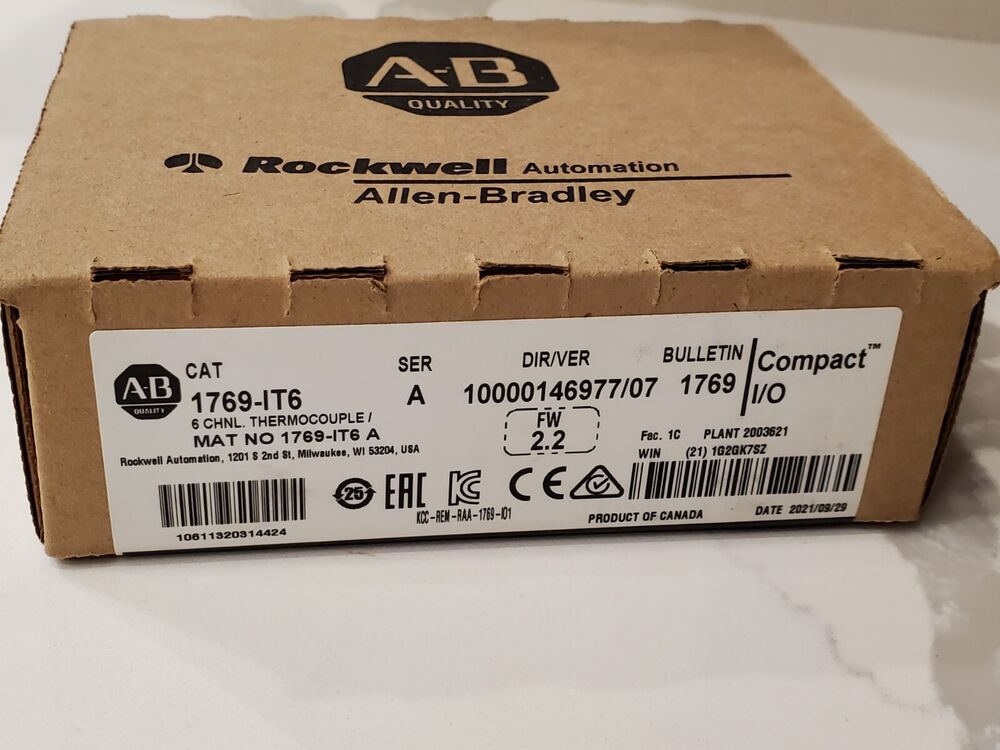 A-B
QUALITY
Rockwell Automation
Allen-Bradley
A-B
QUALITY
CAT
1769-IT6
6 CHNL. THERMOCOUPLE /
MAT NO 1769-IT6 A
Rockwell Automation, 1201 S 2nd St, Milwaukee, WI 53204, USA
SER
A
DIR/VER
10000146977/07
FW
2.2
BULLETIN
1769
Compact™
I/O
Fac. 1C PLANT 2003621
WIN (21) 1G2GK7SZ
10611320314424
25
EAC
KC
KCC-REM-RAA-1769-I01
CE
PRODUCT OF CANADA
DATE 2021/09/29